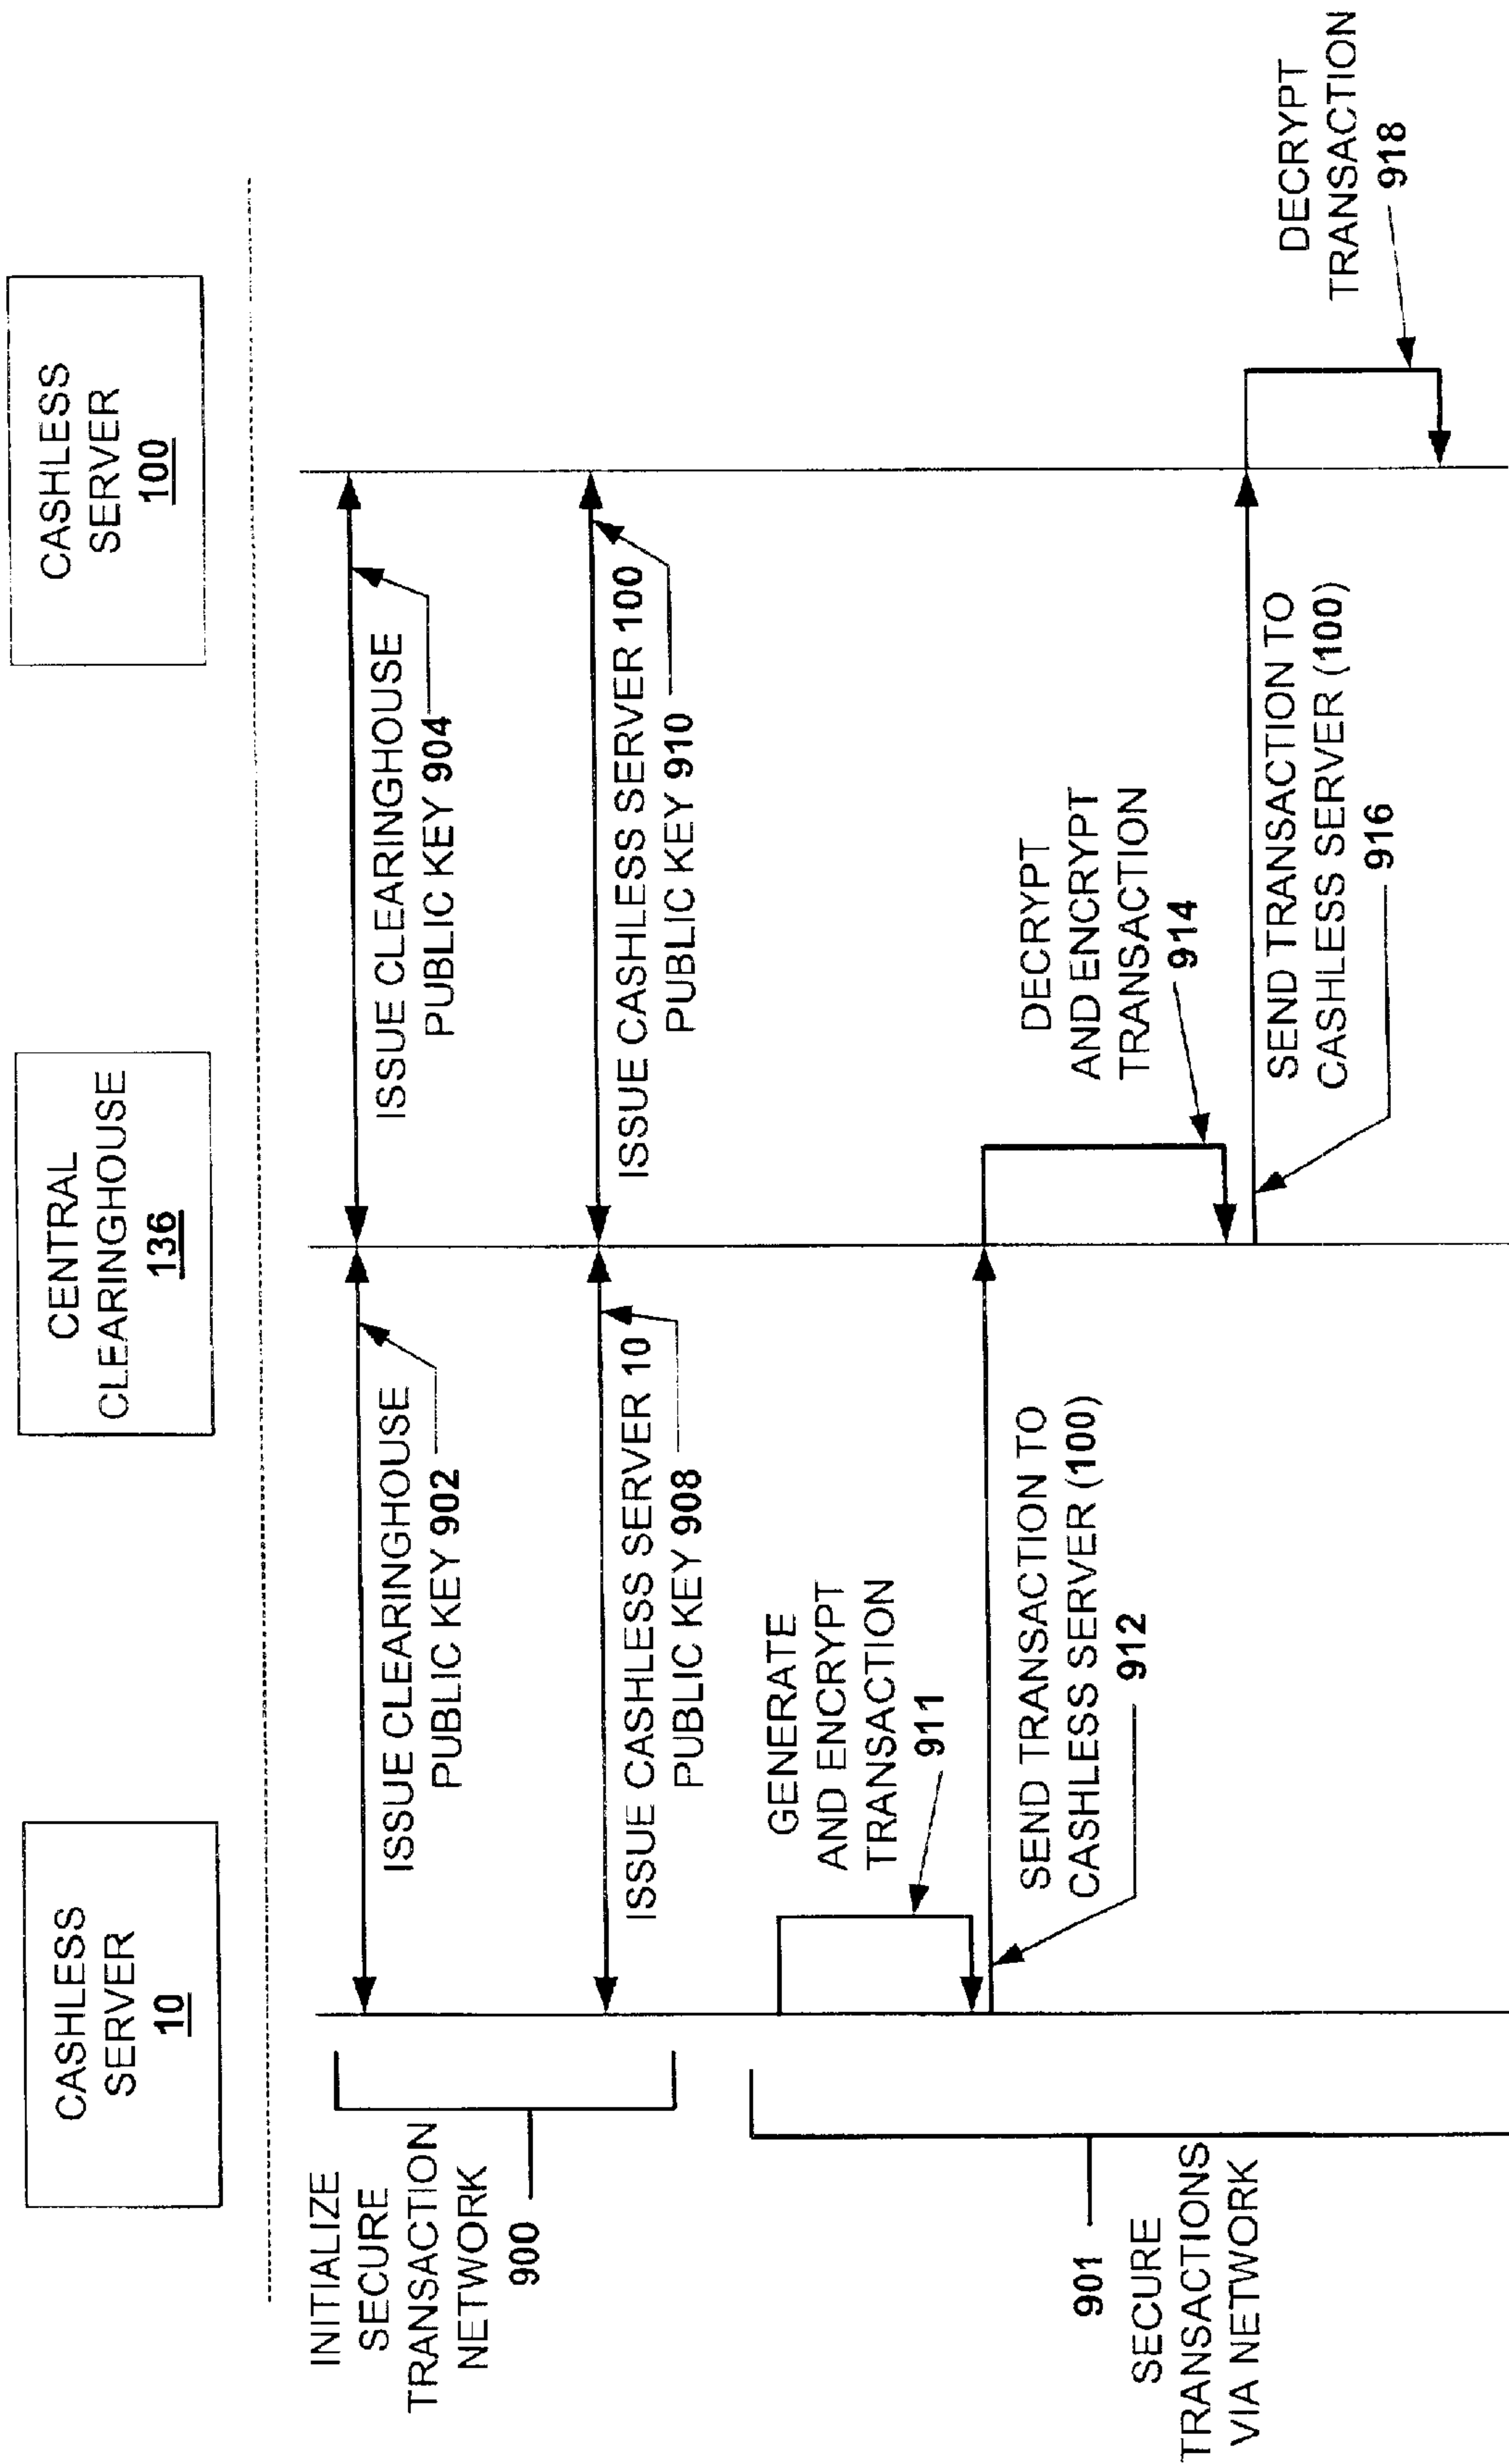 CASHLESS
SERVER
10
CENTRAL
CLEARINGHOUSE
136
CASHLESS
SERVER
100
INITIALIZE
SECURE
TRANSACTION
NETWORK
900
ISSUE CLEARINGHOUSE
PUBLIC KEY 902
ISSUE CLEARINGHOUSE
PUBLIC KEY 904
ISSUE CASHLESS SERVER 10
PUBLIC KEY 908
ISSUE CASHLESS SERVER 100
PUBLIC KEY 910
901
SECURE
TRANSACTIONS
VIA NETWORK
GENERATE
AND ENCRYPT
TRANSACTION
911
SEND TRANSACTION TO
CASHLESS SERVER (100)
912
DECRYPT
AND ENCRYPT
TRANSACTION
914
SEND TRANSACTION TO
CASHLESS SERVER (100)
916
DECRYPT
TRANSACTION
918